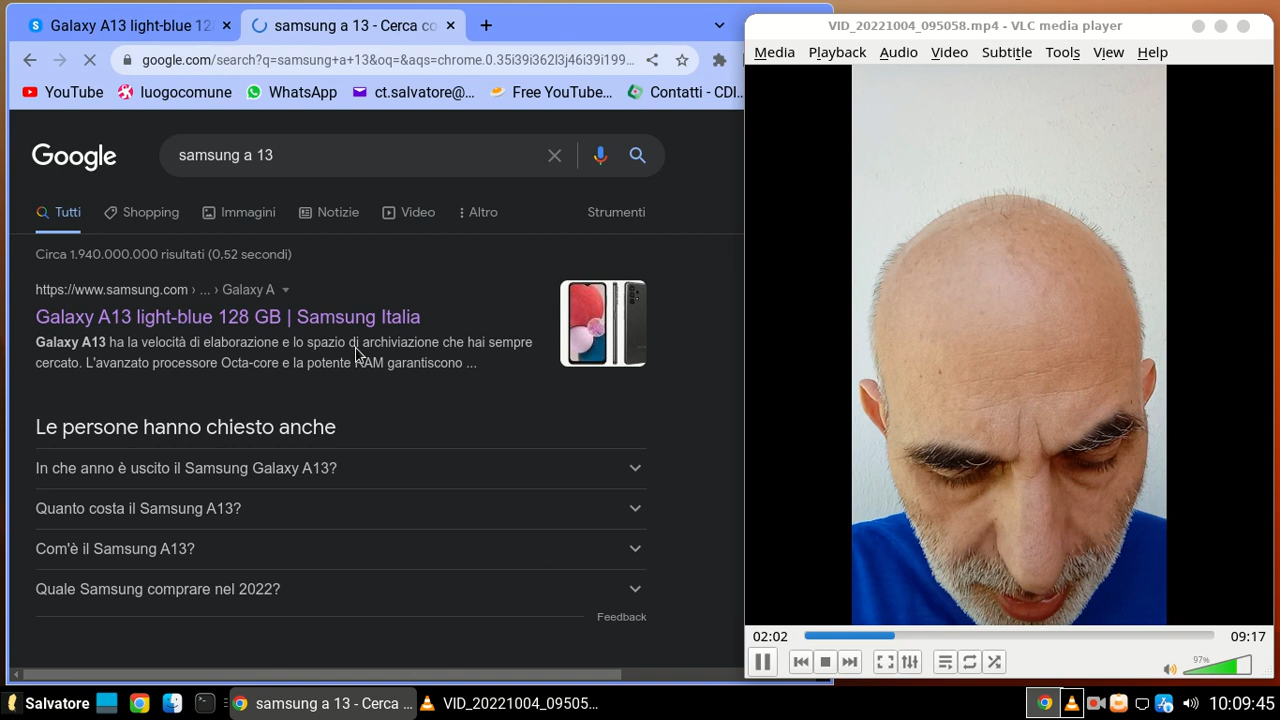 Galaxy A13 light-blue 12
samsung a 13 - Cerca co
google.com/search?q=samsung+a+13&oq=&aqs=chrome.0.35i39i362l3j46i39i199...
YouTube
luogocomune
WhatsApp
ct.salvatore@...
Free YouTube...
Contatti - CDI...
Google
samsung a 13
Tutti
Shopping
Immagini
Notizie
Video
Altro
Strumenti
Circa 1.940.000.000 risultati (0,52 secondi)
https://www.samsung.com › ... › Galaxy A
Galaxy A13 light-blue 128 GB | Samsung Italia
Galaxy A13 ha la velocità di elaborazione e lo spazio di archiviazione che hai sempre
cercato. L'avanzato processore Octa-core e la potente RAM garantiscono ...
Le persone hanno chiesto anche
In che anno è uscito il Samsung Galaxy A13?
Quanto costa il Samsung A13?
Com'è il Samsung A13?
Quale Samsung comprare nel 2022?
Feedback
VID_20221004_095058.mp4 - VLC media player
Media Playback Audio Video Subtitle Tools View Help
02:02
09:17
97%
Salvatore
samsung a 13 - Cerca ...
VID_20221004_09505...
10:09:45